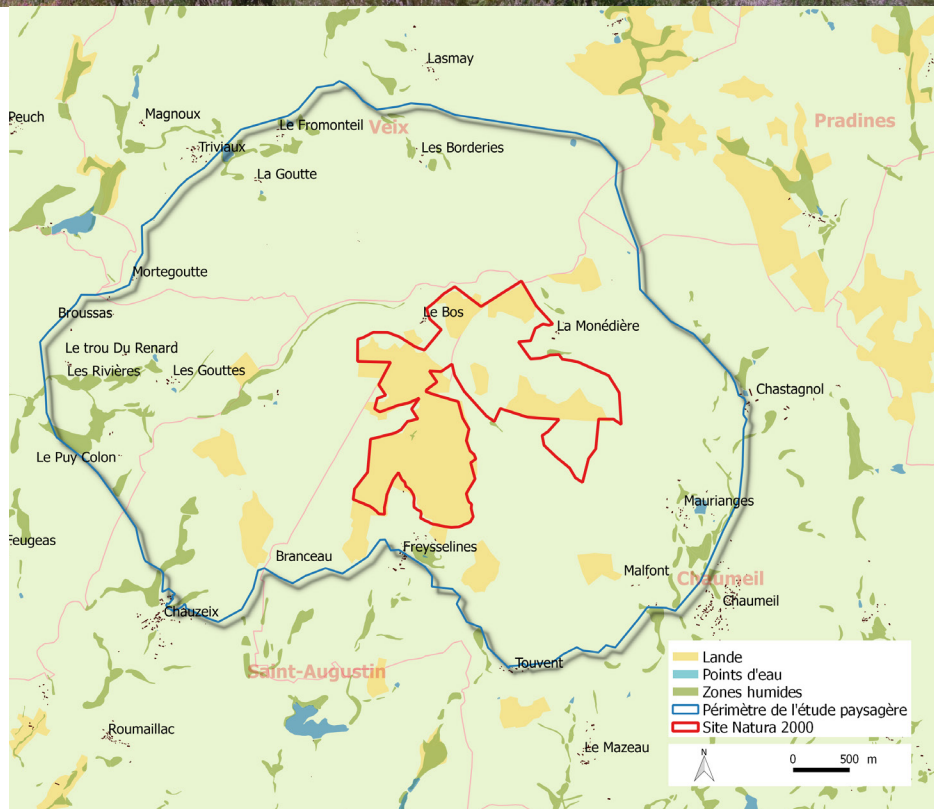 Lasmay
Peuch
Magnoux
Pradines
Le Fromonteil
Veix
Triviaux
Les Borderies
La Goutte
Mortegoutte
Broussas
Le Bos
La Monédière
Le trou Du Renard
Les Rivières
Les Gouttes
Chastagnol
Le Puy Colon
Maurianges
Feugeas
Freysselines
Branceau
Malfont
Chaumeil
Chaumeil
Chauzeix
Touvent
Saint-Augustin
Roumaillac
Le Mazeau
Lande
Points d'eau
Zones humides
Périmètre de l'étude paysagère
Site Natura 2000
N
0 500 m